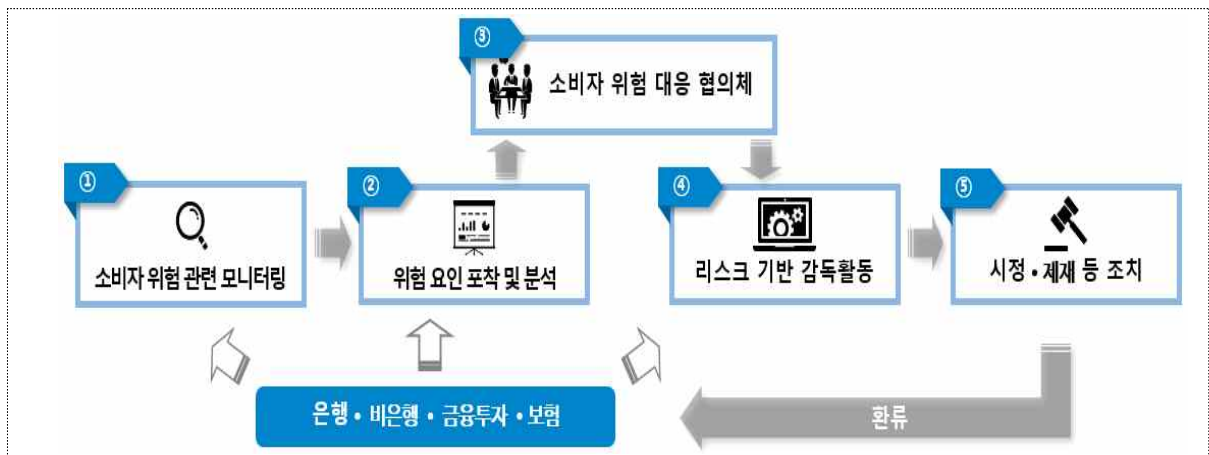 ③
소비자 위험 대응 협의체
①
소비자 위험 관련 모니터링
②
위험 요인 포착 및 분석
④
리스크 기반 감독활동
⑤
시정・제재 등 조치
은행・비은행・금융투자・보험
환류